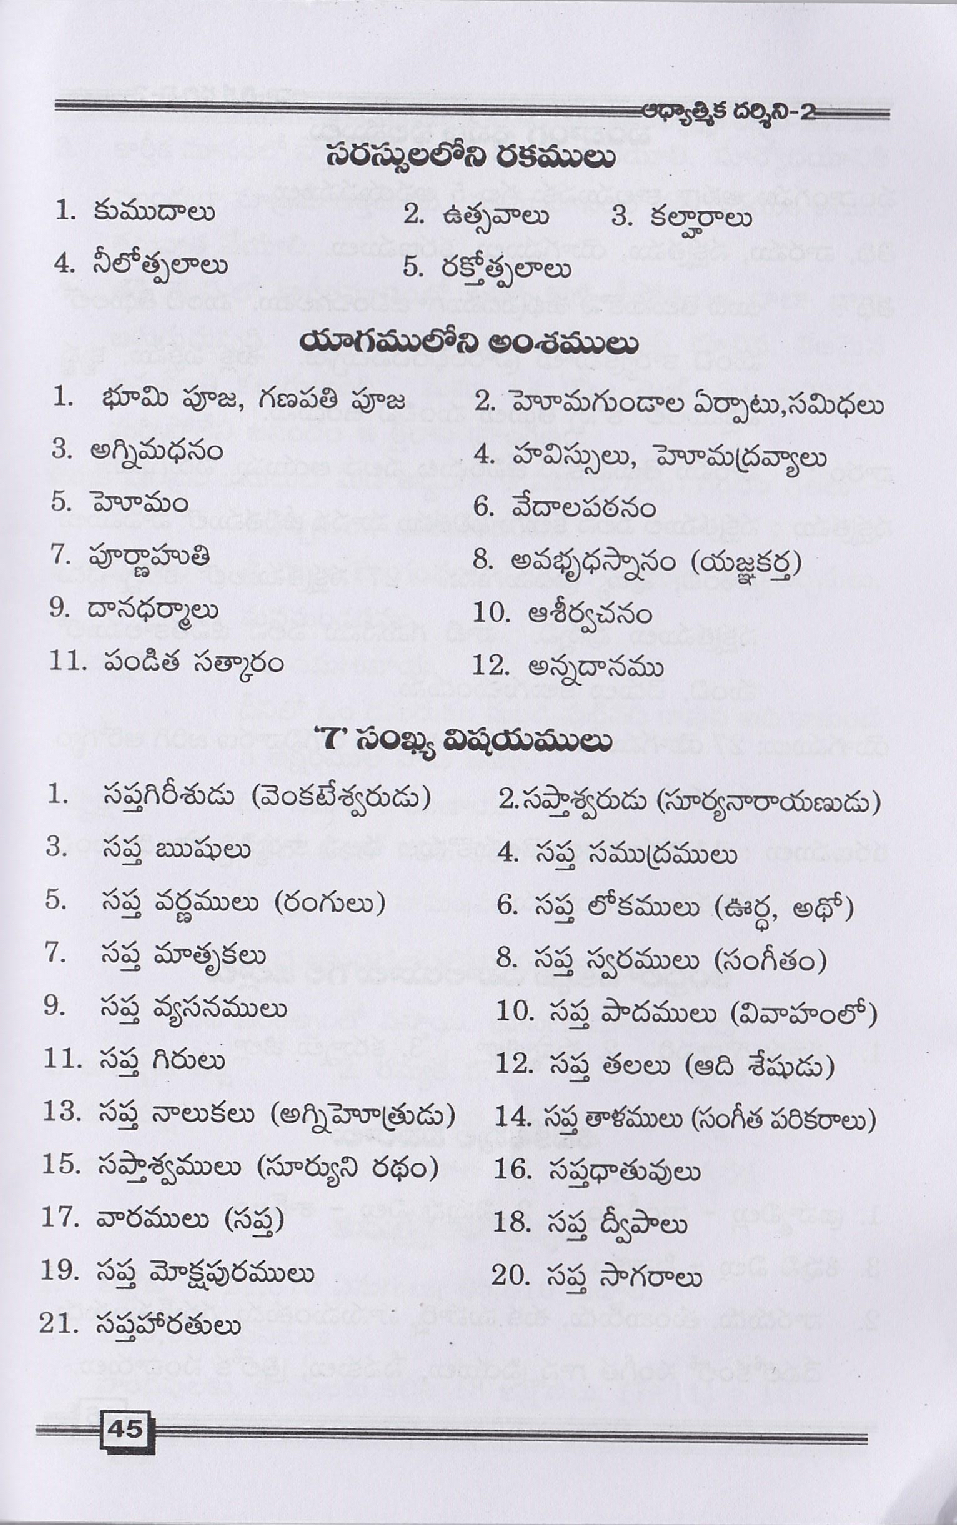 ఆధ్యాత్మిక దర్శిని-2
సరస్సులలోని రకములు
1. కుముదాలు 2. ఉత్సవాలు 3. కల్హారాలు
4. నీలోత్పలాలు 5. రక్తోత్పలాలు
యాగములోని అంశములు
1. భూమి పూజ, గణపతి పూజ 2. హెూమగుండాల ఏర్పాటు,సమిధలు
3. అగ్నిమధనం 4. హవిస్సులు, హెూమద్రవ్యాలు
5. హెూమం 6. వేదాలపఠనం
7. పూర్ణాహుతి 8. అవభృధస్నానం (యజ్ఞకర్త)
9. దానధర్మాలు 10. ఆశీర్వచనం
11. పండిత సత్కారం 12. అన్నదానము
'7' సంఖ్య విషయములు
1. సప్తగిరీశుడు (వెంకటేశ్వరుడు) 2.సప్తాశ్వరుడు (సూర్యనారాయణుడు)
3. సప్త ఋషులు 4. సప్త సముద్రములు
5. సప్త వర్ణములు (రంగులు) 6. సప్త లోకములు (ఊర్ధ, అథో)
7. సప్త మాతృకలు 8. సప్త స్వరములు (సంగీతం)
9. సప్త వ్యసనములు 10. సప్త పాదములు (వివాహంలో)
11. సప్త గిరులు 12. సప్త తలలు (ఆది శేషుడు)
13. సప్త నాలుకలు (అగ్నిహెూత్రుడు) 14. సప్త తాళములు (సంగీత పరికరాలు)
15. సప్తాశ్వములు (సూర్యుని రథం) 16. సప్తధాతువులు
17. వారములు (సప్త) 18. సప్త ద్వీపాలు
19. సప్త మోక్షపురములు 20. సప్త సాగరాలు
21. సప్తహారతులు
45